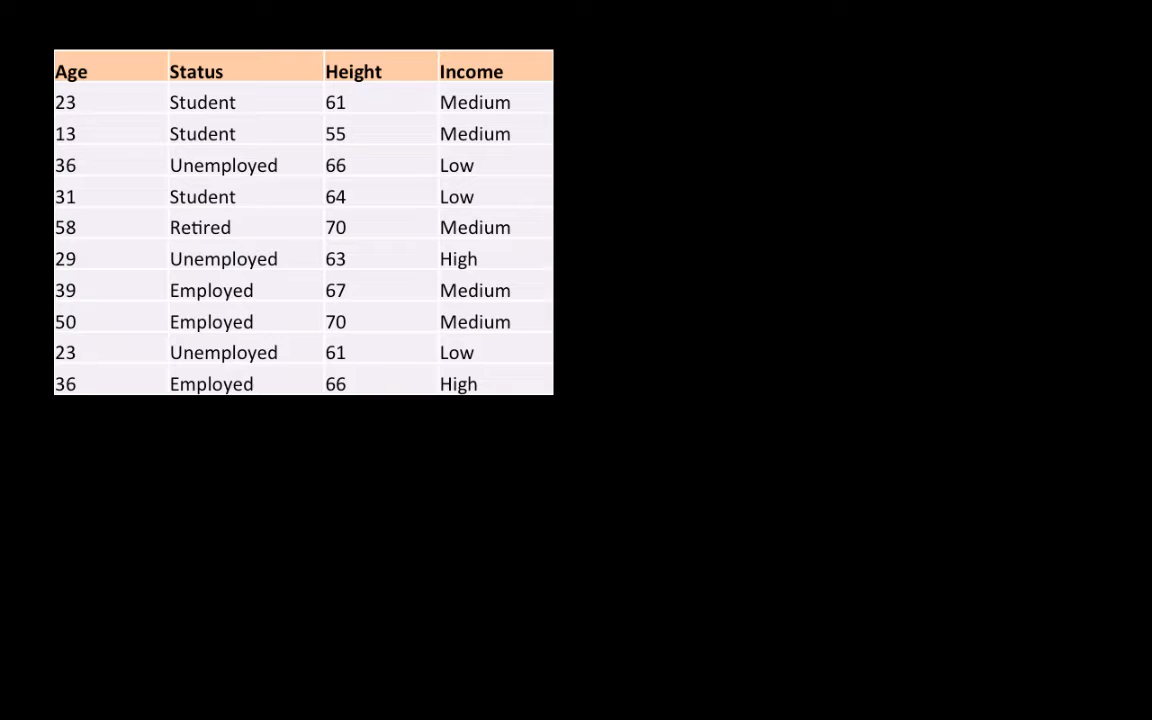 Age Status Height Income
23 Student 61 Medium
13 Student 55 Medium
36 Unemployed 66 Low
31 Student 64 Low
58 Retired 70 Medium
29 Unemployed 63 High
39 Employed 67 Medium
50 Employed 70 Medium
23 Unemployed 61 Low
36 Employed 66 High